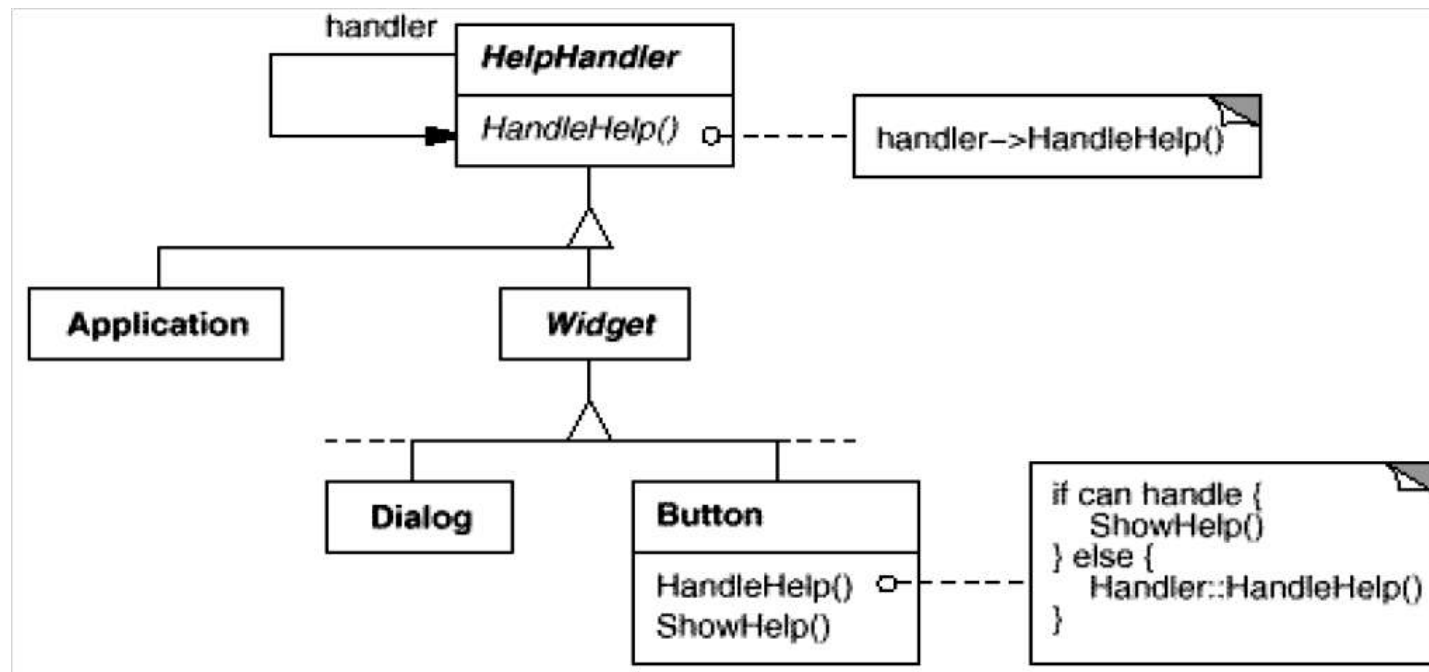 handler
HelpHandler
HandleHelp()
handler->HandleHelp()
Application
Widget
Dialog
Button
HandleHelp()
ShowHelp()
if can handle {
ShowHelp()
} else {
Handler::HandleHelp()
}